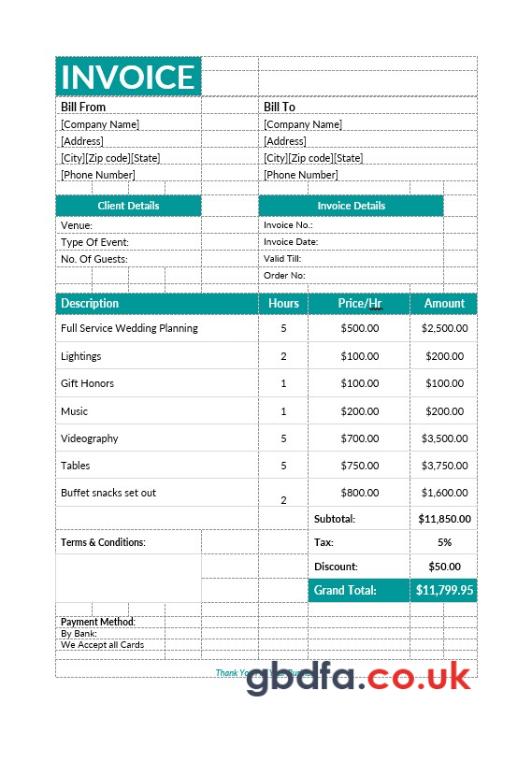 INVOICE
Bill From Bill To
[Company Name] [Company Name]
[Address] [Address]
[City][Zip code][State] [City][Zip code][State]
[Phone Number] [Phone Number]
Client Details Invoice Details
Venue: Invoice No.:
Type Of Event: Invoice Date:
No. Of Guests: Valid Till:
Order No:
Description Hours Price/Hr Amount
Full Service Wedding Planning 5 $500.00 $2,500.00
Lightings 2 $100.00 $200.00
Gift Honors 1 $100.00 $100.00
Music 1 $200.00 $200.00
Videography 5 $700.00 $3,500.00
Tables 5 $750.00 $3,750.00
Buffet snacks set out 2 $800.00 $1,600.00
Subtotal: $11,850.00
Terms & Conditions: Tax: 5%
Discount: $50.00
Grand Total: $11,799.95
Payment Method:
By Bank:
We Accept all Cards
Thank
gbdfa.co.uk